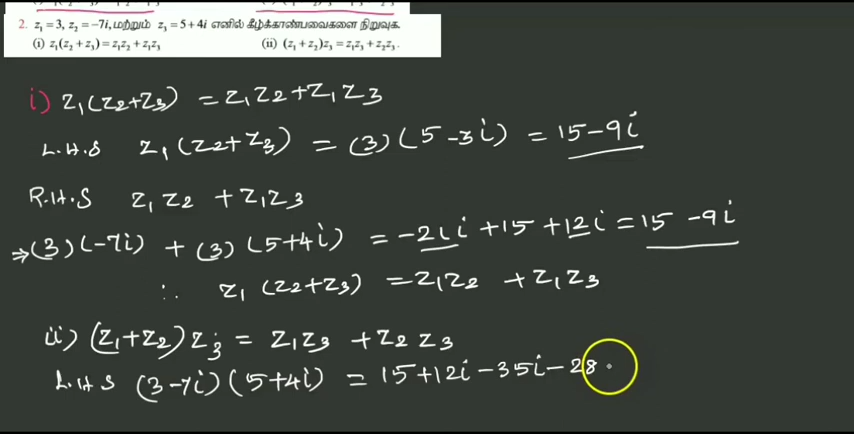 2. z₁ = 3, z₂ = −7i, மற்றும் z₃ = 5 + 4i எனில் கீழ்க்காண்பவைகளை நிறுவுக.
(i) z₁(z₂ + z₃) = z₁z₂ + z₁z₃ (ii) (z₁ + z₂)z₃ = z₁z₃ + z₂z₃.
i) z₁(z₂+z₃) = z₁z₂+z₁z₃
L.H.S z₁(z₂+z₃) = (3)(5-3i) = 15-9i
R.H.S z₁z₂ + z₁z₃
⇒(3)(-7i) + (3)(5+4i) = -21i +15 +12i = 15 -9i
∴ z₁(z₂+z₃) = z₁z₂ + z₁z₃
ii) (z₁+z₂)z₃ = z₁z₃ + z₂z₃
L.H.S (3-7i)(5+4i) = 15+12i-35i-28